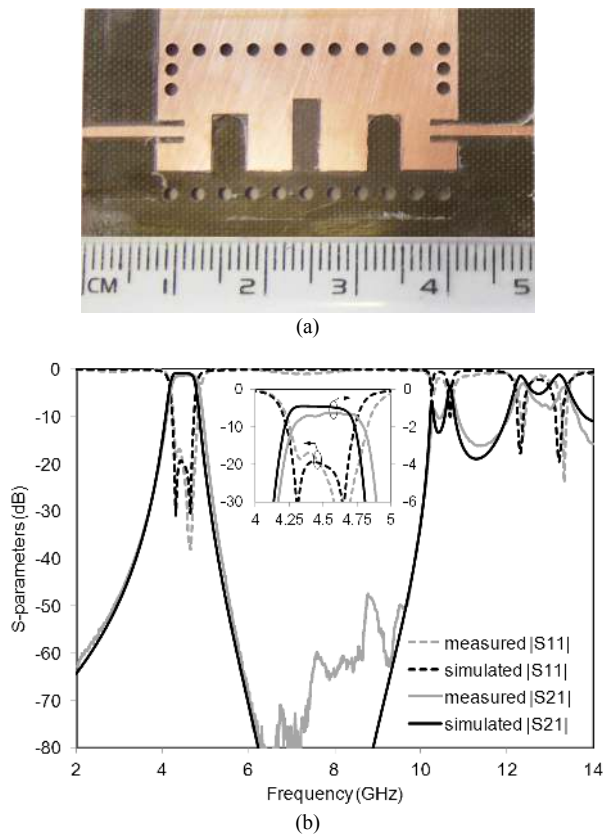 CM 1 2 3 4 5
(a)
0
-10
-20
-30
-40
-50
-60
-70
-80
S-parameters (dB)
0
-10
-20
-30
0
-2
-4
-6
4 4.25 4.5 4.75 5
measured |S11|
simulated |S11|
measured |S21|
simulated |S21|
2 4 6 8 10 12 14
Frequency (GHz)
(b)